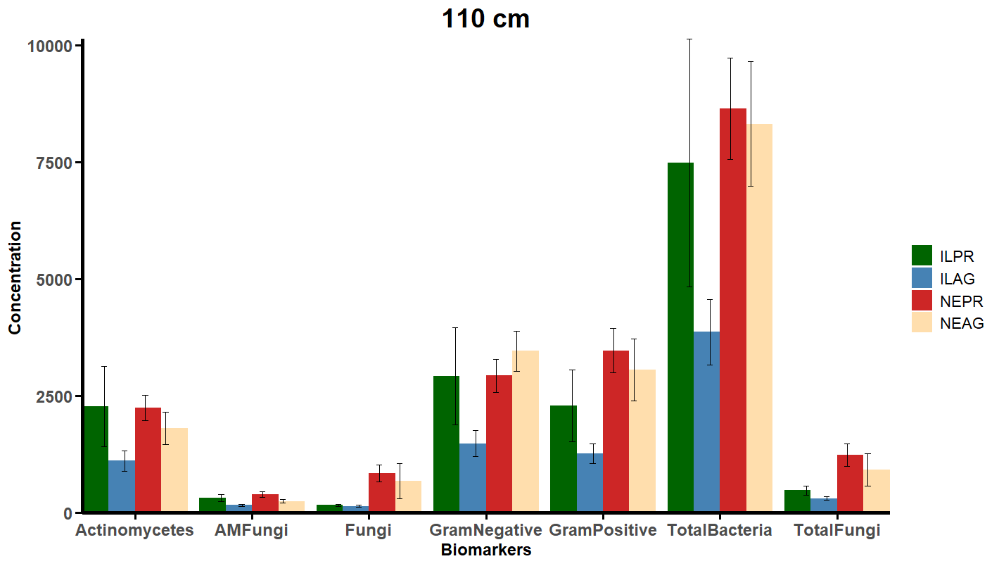 110 cm
10000
7500
5000
2500
0
Concentration
Actinomycetes AMFungi Fungi GramNegative GramPositive TotalBacteria TotalFungi
Biomarkers
ILPR
ILAG
NEPR
NEAG